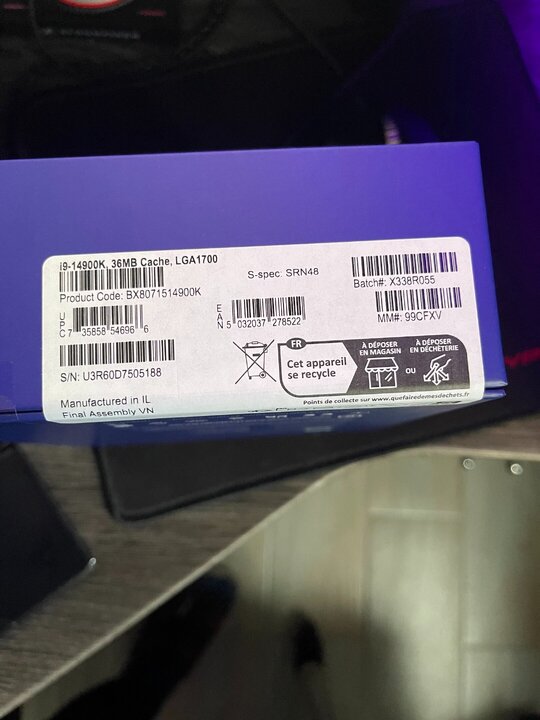 i9-14900K, 36MB Cache, LGA1700
S-spec: SRN48
Batch#: X338R055
Product Code: BX8071514900K
MM#: 99CFXV
UPC 7 35858 54696 6
EAN 5 032037 278522
S/N: U3R60D7505188
FR
Cet appareil
se recycle
À DÉPOSER
EN MAGASIN
OU
À DÉPOSER
EN DÉCHÈTERIE
Points de collecte sur www.quefairedemesdechets.fr
Manufactured in IL
Final Assembly VN